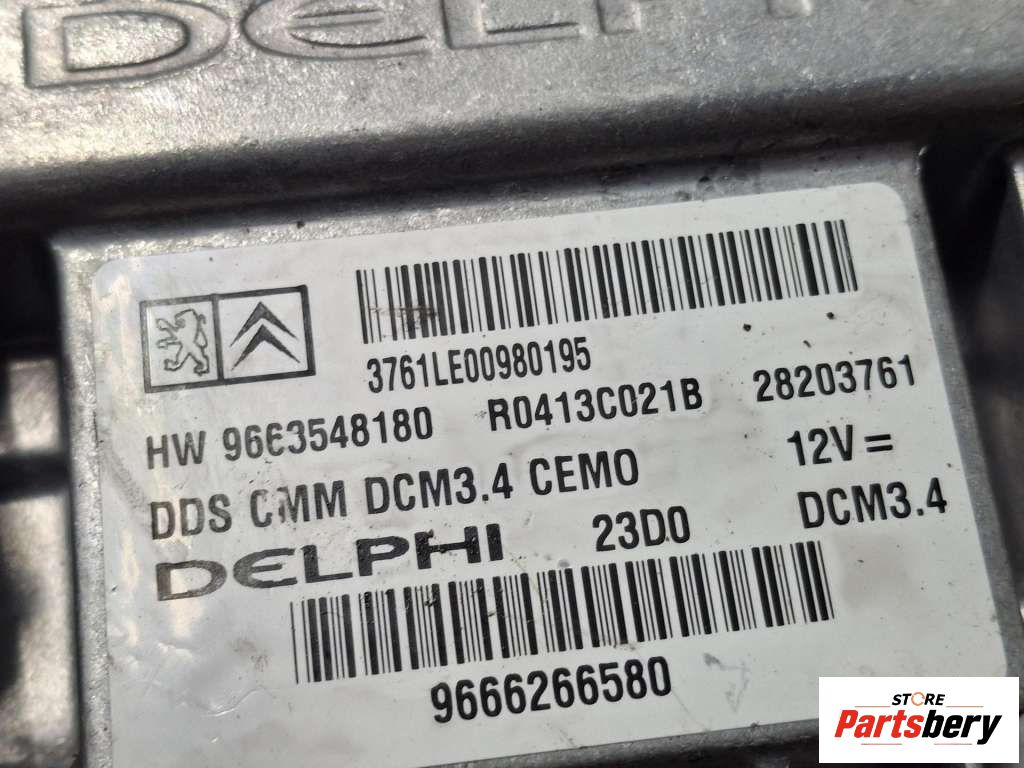 DELPHI
3761LE00980195
HW 9663548180 R0413C021B 28203761
DDS CMM DCM3.4 CEMO 12V =
DELPHI 23D0 DCM3.4
9666266580
STORE
Partsbery